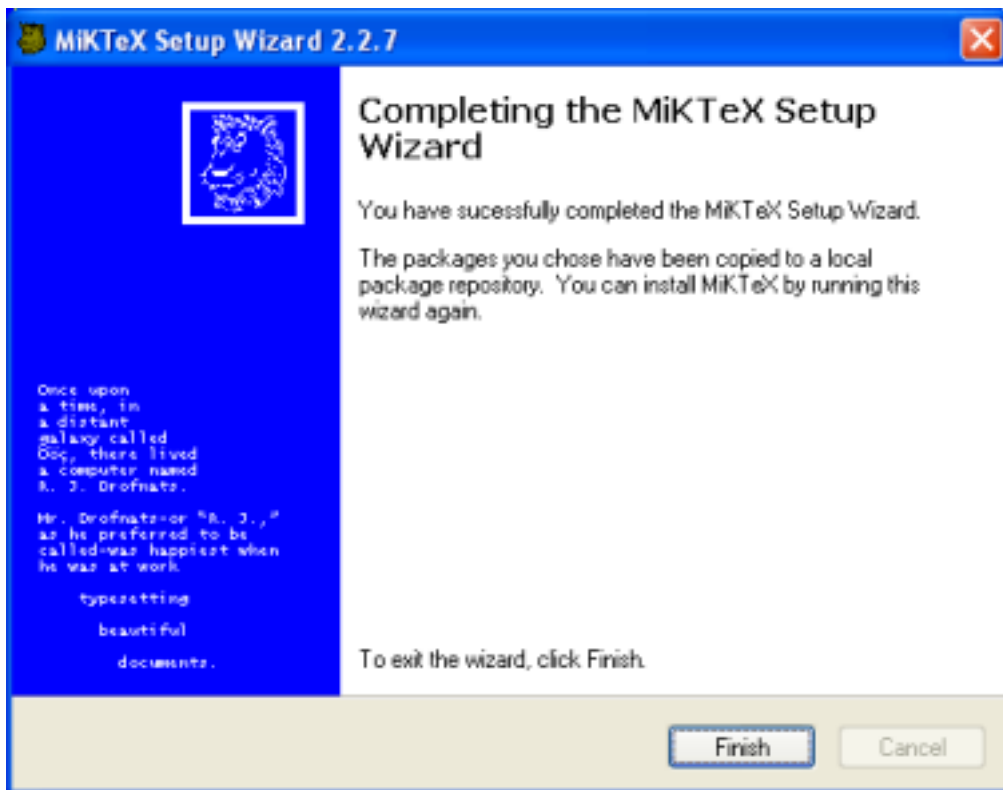 MiKTeX Setup Wizard 2.2.7
Completing the MiKTeX Setup
Wizard
You have sucessfully completed the MiKTeX Setup Wizard.
The packages you chose have been copied to a local
package repository. You can install MiKTeX by running this
wizard again.
Once upon
a time, in
a distant
galaxy called
Ööç, there lived
a computer named
R. J. Drofnats.
Mr. Drofnats-or "R. J.,"
as he preferred to be
called-was happiest when
he was at work
typesetting
beautiful
documents.
To exit the wizard, click Finish.
Finish
Cancel